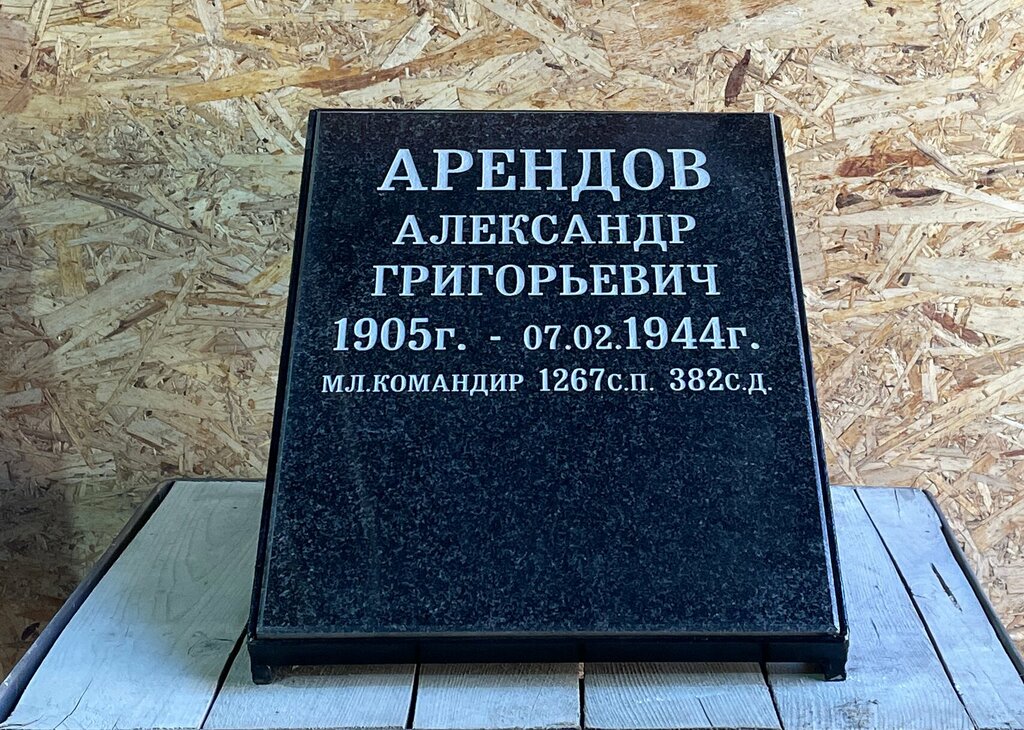 АРЕНДОВ
АЛЕКСАНДР
ГРИГОРЬЕВИЧ
1905г. - 07.02.1944г.
МЛ.КОМАНДИР 1267С.П. 382С.Д.